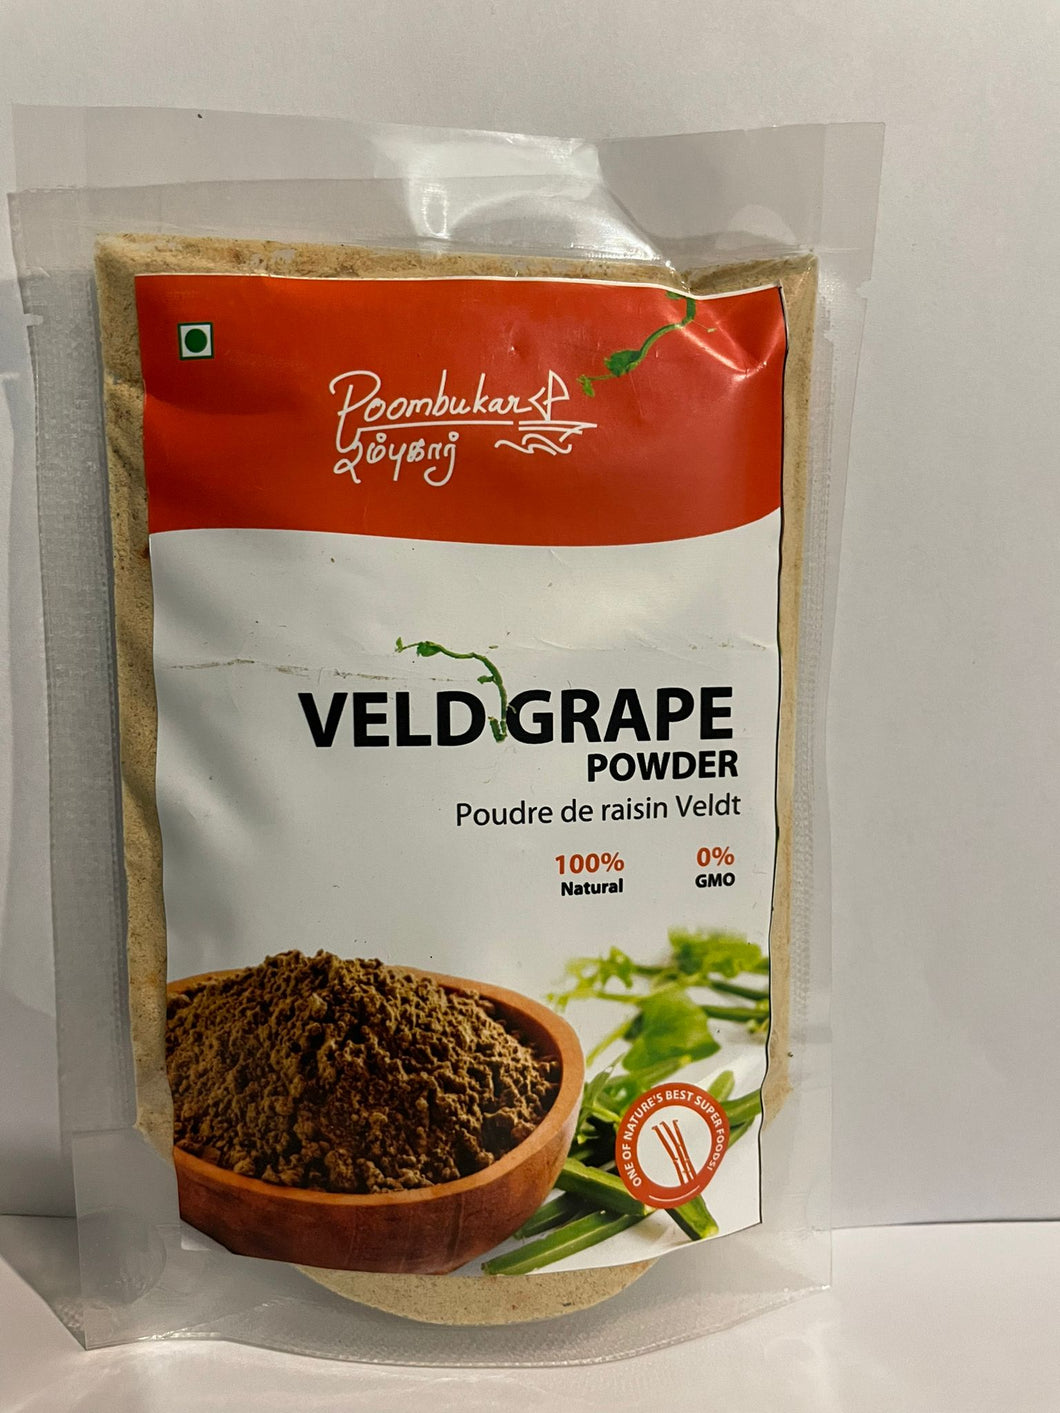 Poombukar
பூம்புகார்
VELD GRAPE
POWDER
Poudre de raisin Veldt
100% 0%
Natural GMO
ONE OF NATURE'S BEST SUPER FOODS!